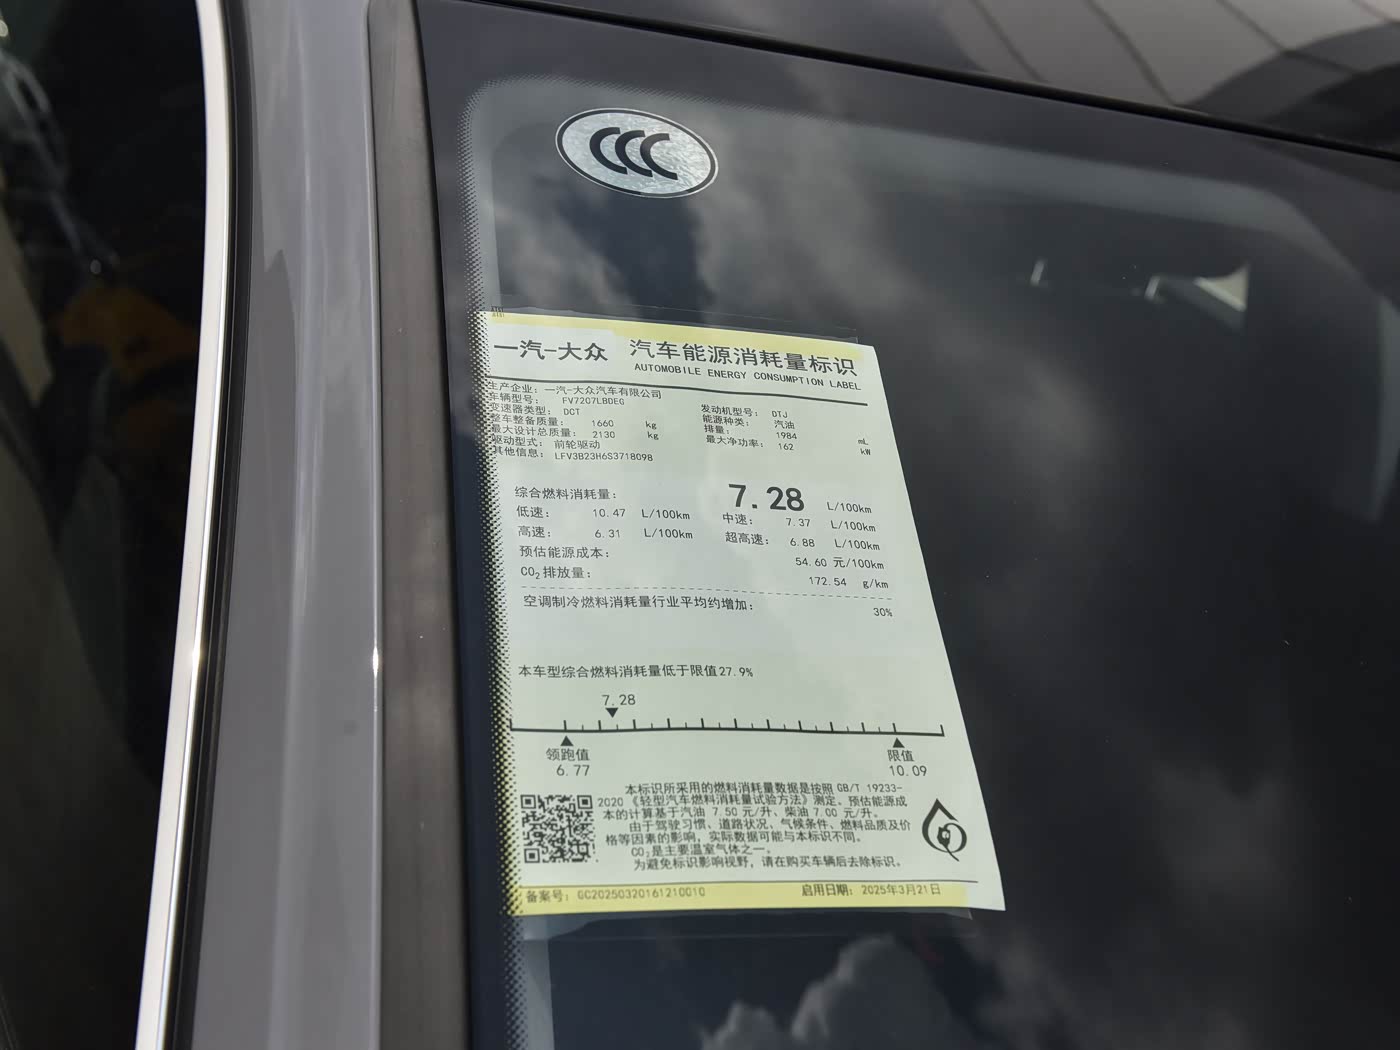 CCC
一汽-大众 汽车能源消耗量标识
AUTOMOBILE ENERGY CONSUMPTION LABEL
生产企业: 一汽-大众汽车有限公司
车辆型号: FV7207LBDEG 发动机型号: DTJ
变速器类型: DCT 能源种类: 汽油
整车整备质量: 1660 kg 排量: 1984 mL
最大设计总质量: 2130 kg 最大净功率: 162 kW
驱动型式: 前轮驱动
其他信息: LFV3B23H6S3718098
综合燃料消耗量: 7.28 L/100km
低速: 10.47 L/100km 中速: 7.37 L/100km
高速: 6.31 L/100km 超高速: 6.88 L/100km
预估能源成本: 54.60 元/100km
CO2排放量: 172.54 g/km
空调制冷燃料消耗量行业平均约增加: 30%
本车型综合燃料消耗量低于限值27.9%
7.28
领跑值 限值
6.77 10.09
本标识所采用的燃料消耗量数据是按照 GB/T 19233-
2020 《轻型汽车燃料消耗量试验方法》测定。预估能源成
本的计算基于汽油 7.50 元/升、柴油 7.00 元/升。
由于驾驶习惯、道路状况、气候条件、燃料品质及价
格等因素的影响，实际数据可能与本标识不同。
CO2是主要温室气体之一。
为避免标识影响视野，请在购买车辆后去除标识。
备案号: GC20250320161210010 启用日期: 2025年3月21日